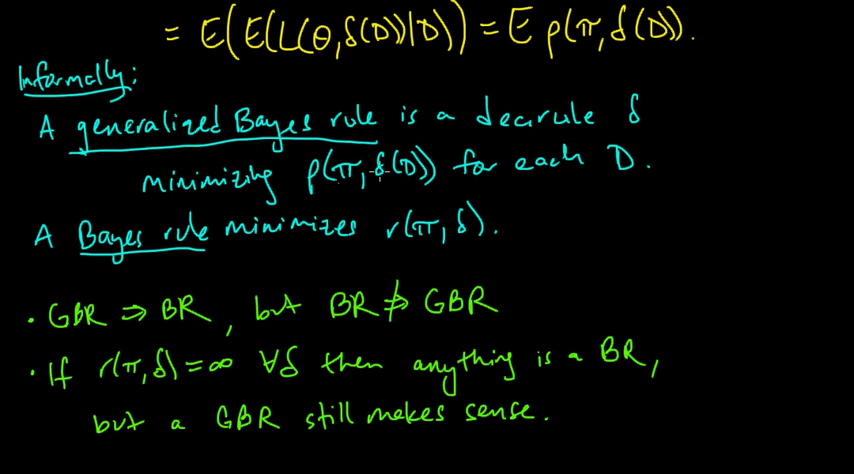 = E(E(L(θ,δ(D))|D)) = E ρ(π,δ(D)).
Informally:
A generalized Bayes rule is a decrule δ
minimizing ρ(π,δ(D)) for each D.
A Bayes rule minimizes r(π,δ).
· GBR ⇒ BR, but BR ⇏ GBR
· If r(π,δ)=∞ ∀δ then anything is a BR,
but a GBR still makes sense.